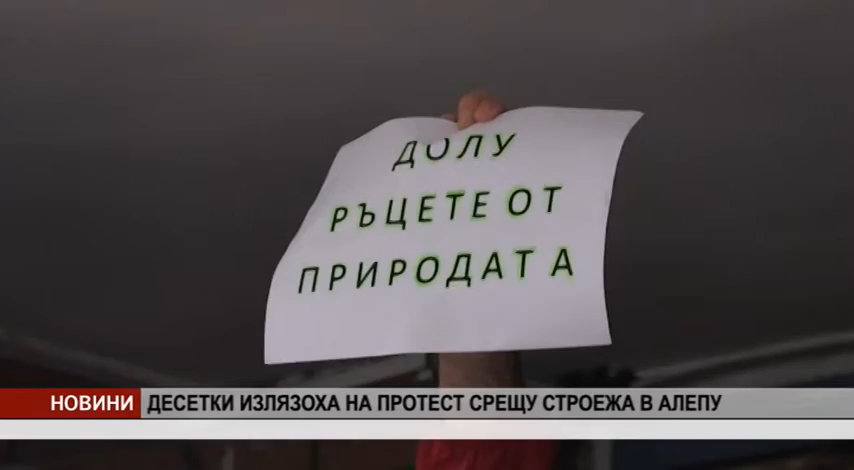 ДОЛУ
РЪЦЕТЕ ОТ
ПРИРОДАТА
НОВИНИ ДЕСЕТКИ ИЗЛЯЗОХА НА ПРОТЕСТ СРЕЩУ СТРОЕЖА В АЛЕПУ